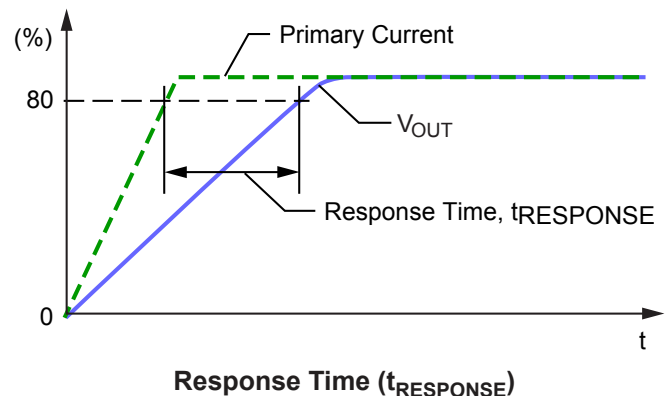 (%)
Primary Current
80
VOUT
Response Time, tRESPONSE
0
t
Response Time (tRESPONSE)